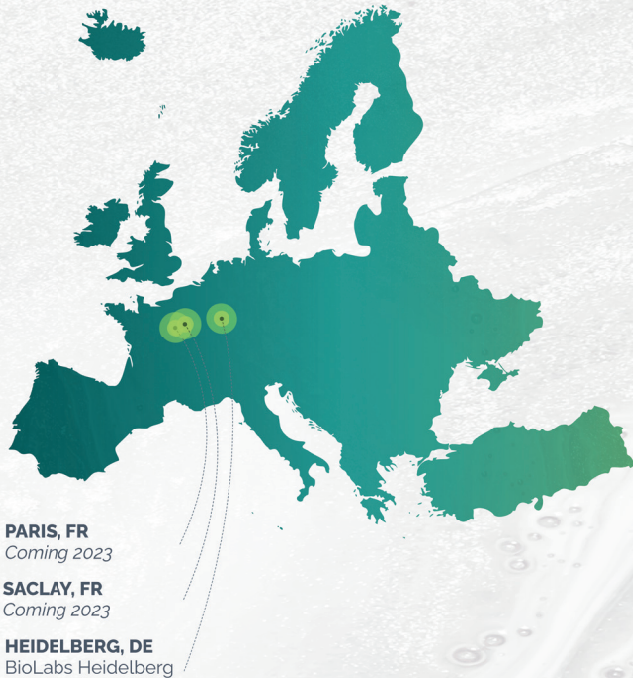 PARIS, FR
Coming 2023
SACLAY, FR
Coming 2023
HEIDELBERG, DE
BioLabs Heidelberg